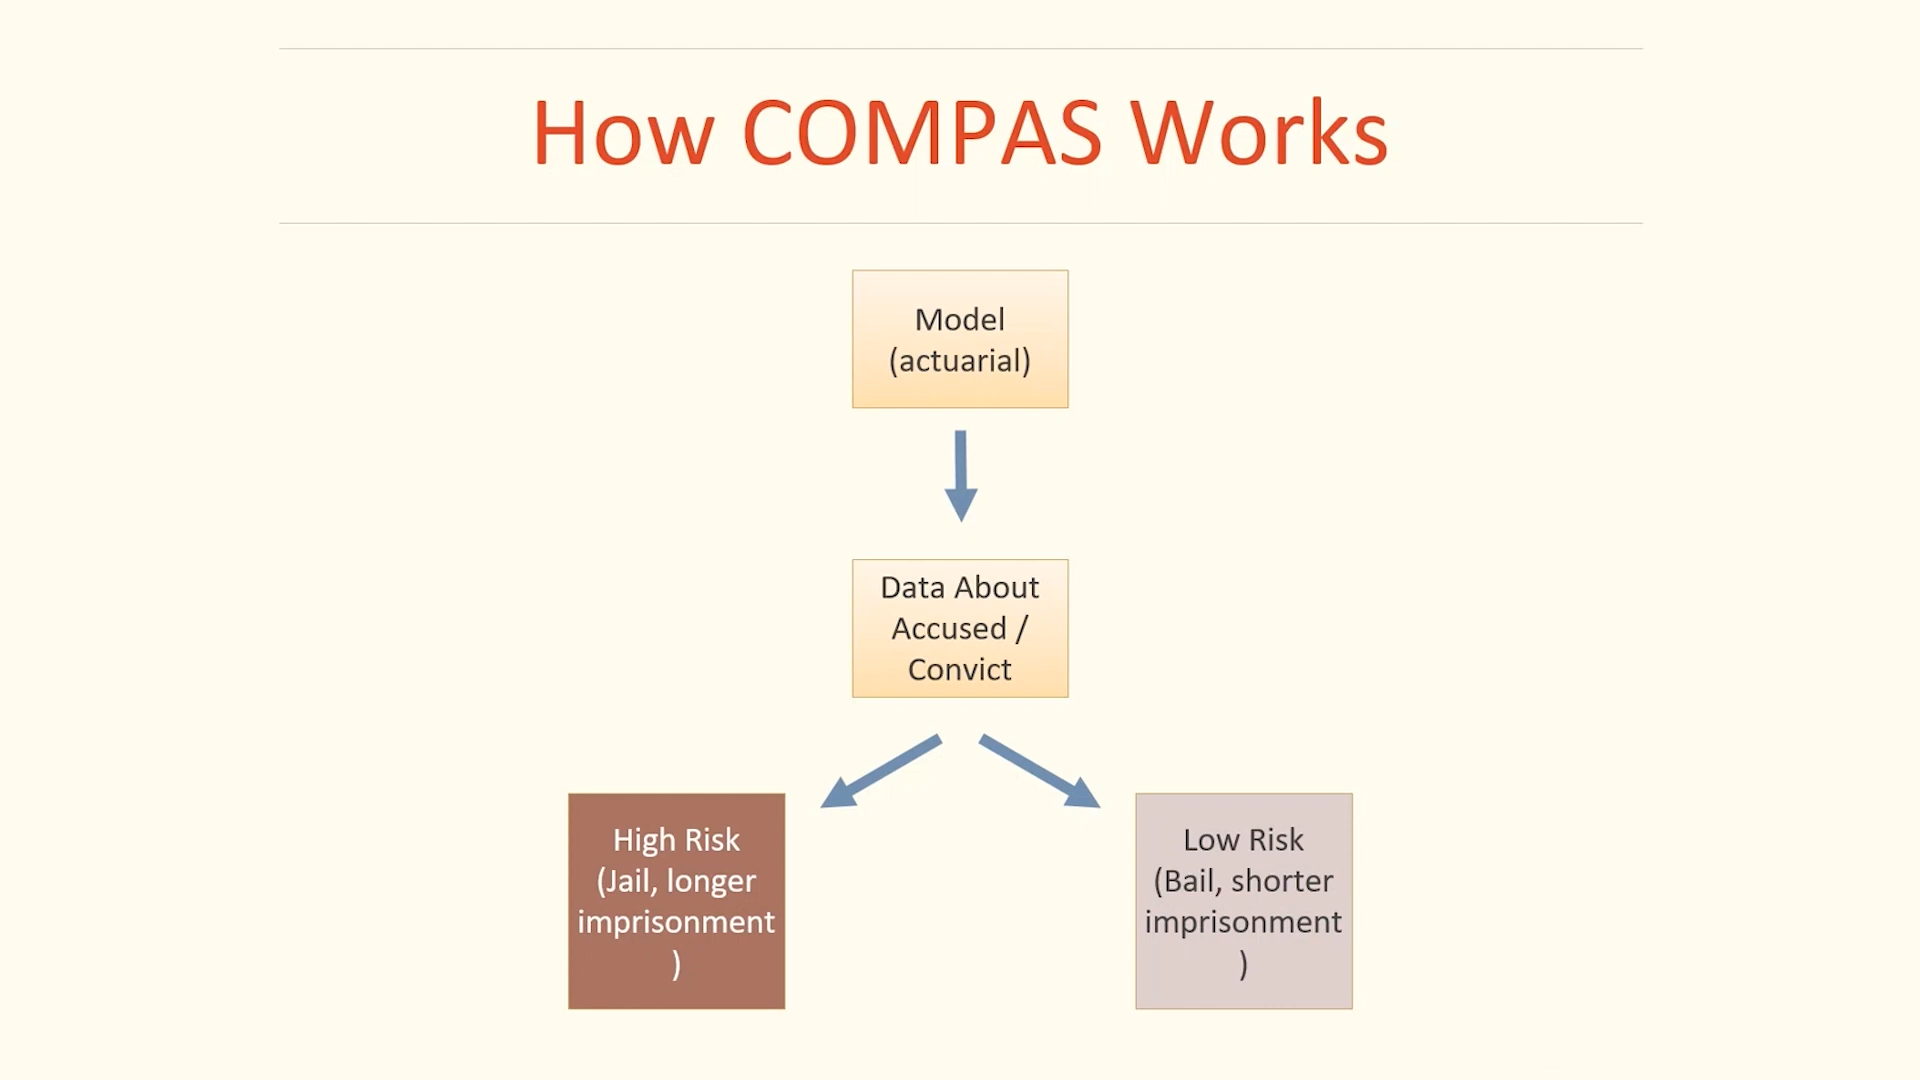 How COMPAS Works
Model
(actuarial)
Data About
Accused /
Convict
High Risk
(Jail, longer
imprisonment
)
Low Risk
(Bail, shorter
imprisonment
)